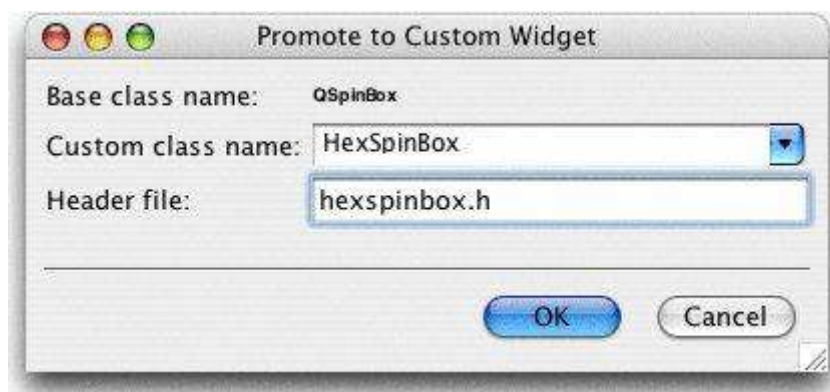 Promote to Custom Widget
Base class name: QSpinBox
Custom class name: HexSpinBox
Header file: hexspinbox.h
OK Cancel